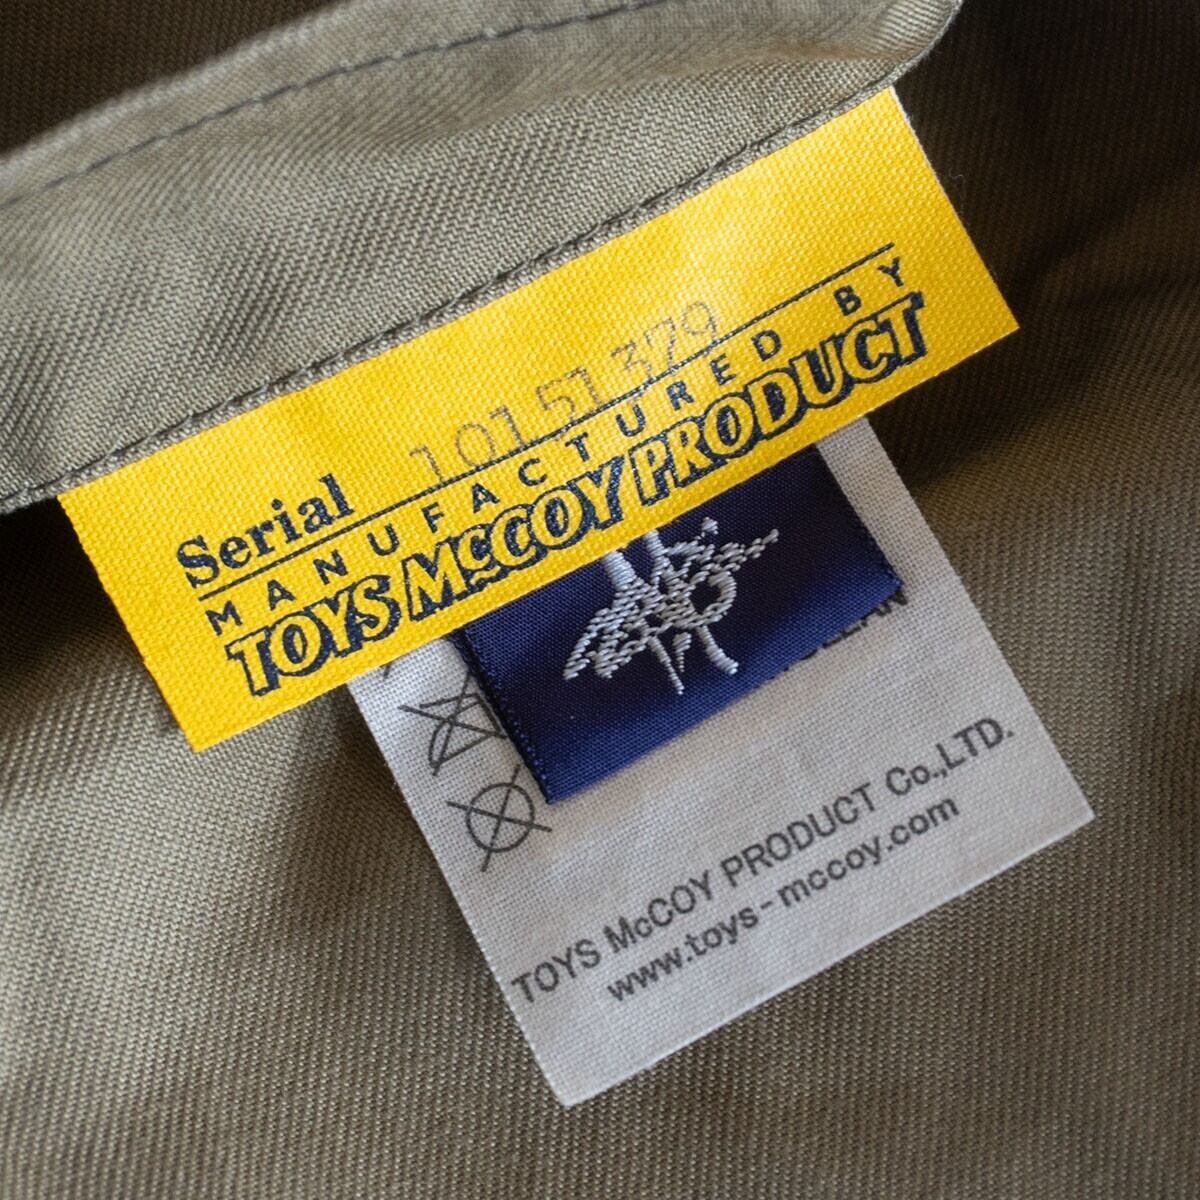 Serial 10151379
MANUFACTURED BY
TOYS McCOY PRODUCT
TOYS McCOY PRODUCT Co.,LTD.
www.toys-mccoy.com